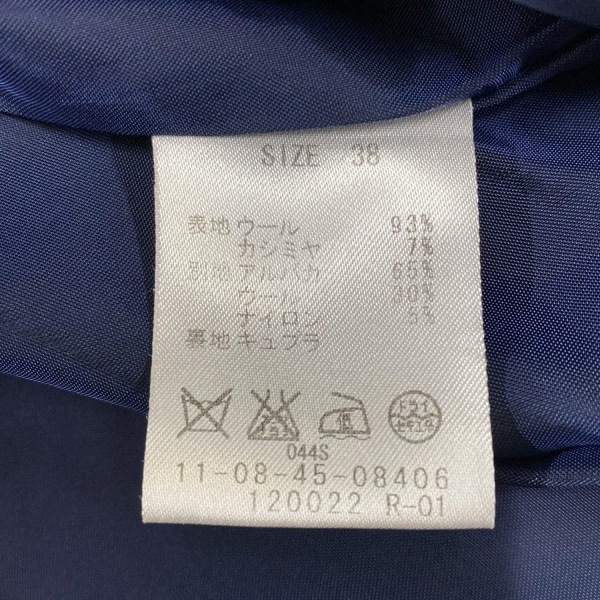 SIZE 38
表地 ウール 93%
カシミヤ 7%
別地 アルパカ 65%
ウール 30%
ナイロン 5%
裏地 キュプラ
044S
11-08-45-08406
120022 R-01